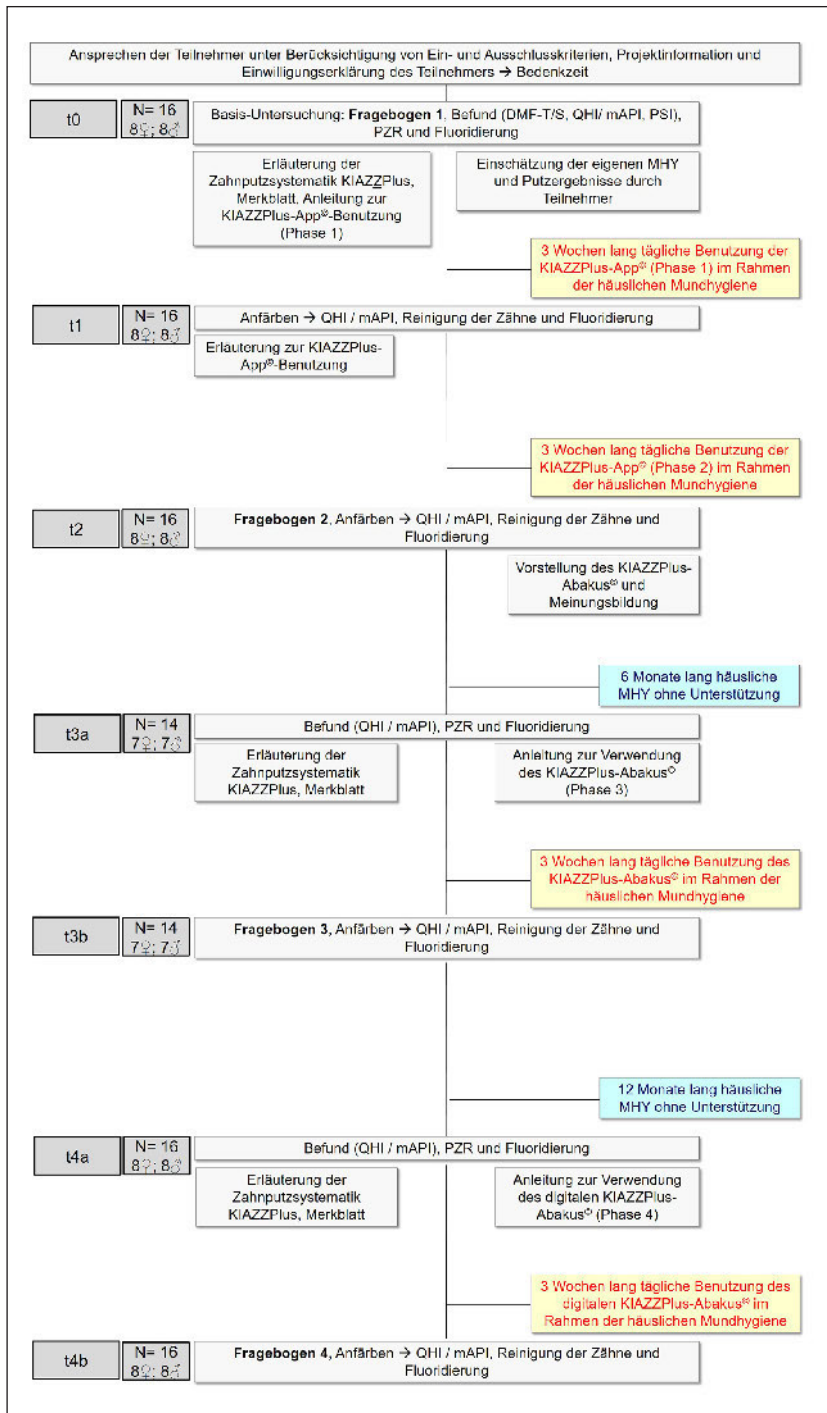 Ansprechen der Teilnehmer unter Berücksichtigung von Ein- und Ausschlusskriterien, Projektinformation und
Einwilligungserklärung des Teilnehmers → Bedenkzeit
t0
N= 16
8♀; 8♂
Basis-Untersuchung: Fragebogen 1, Befund (DMF-T/S, QHI/ mAPI, PSI),
PZR und Fluoridierung
Erläuterung der
Zahnputzsystematik KIAZZPlus,
Merkblatt, Anleitung zur
KIAZZPlus-App®-Benutzung
(Phase 1)
Einschätzung der eigenen MHY
und Putzergebnisse durch
Teilnehmer
3 Wochen lang tägliche Benutzung der
KIAZZPlus-App® (Phase 1) im Rahmen
der häuslichen Mundhygiene
t1
N= 16
8♀; 8♂
Anfärben → QHI / mAPI, Reinigung der Zähne und Fluoridierung
Erläuterung zur KIAZZPlus-
App®-Benutzung
3 Wochen lang tägliche Benutzung der
KIAZZPlus-App® (Phase 2) im Rahmen
der häuslichen Mundhygiene
t2
N= 16
8♀; 8♂
Fragebogen 2, Anfärben → QHI / mAPI, Reinigung der Zähne und
Fluoridierung
Vorstellung des KIAZZPlus-
Abakus® und
Meinungsbildung
6 Monate lang häusliche
MHY ohne Unterstützung
t3a
N= 14
7♀; 7♂
Befund (QHI / mAPI), PZR und Fluoridierung
Erläuterung der
Zahnputzsystematik
KIAZZPlus, Merkblatt
Anleitung zur Verwendung
des KIAZZPlus-Abakus®
(Phase 3)
3 Wochen lang tägliche Benutzung des
KIAZZPlus-Abakus® im Rahmen der
häuslichen Mundhygiene
t3b
N= 14
7♀; 7♂
Fragebogen 3, Anfärben → QHI / mAPI, Reinigung der Zähne und
Fluoridierung
12 Monate lang häusliche
MHY ohne Unterstützung
t4a
N= 16
8♀; 8♂
Befund (QHI / mAPI), PZR und Fluoridierung
Erläuterung der
Zahnputzsystematik
KIAZZPlus, Merkblatt
Anleitung zur Verwendung
des digitalen KIAZZPlus-
Abakus® (Phase 4)
3 Wochen lang tägliche Benutzung des
digitalen KIAZZPlus-Abakus® im
Rahmen der häuslichen Mundhygiene
t4b
N= 16
8♀; 8♂
Fragebogen 4, Anfärben → QHI / mAPI, Reinigung der Zähne und
Fluoridierung